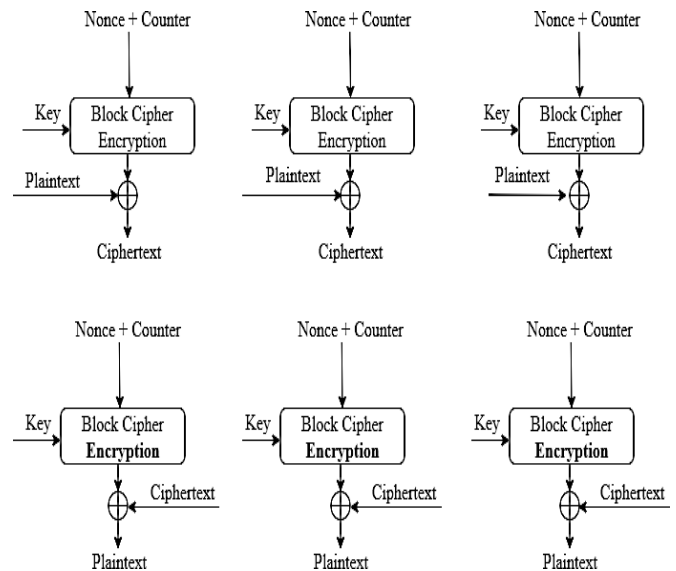 Nonce + Counter Nonce + Counter Nonce + Counter
Key Block Cipher Key Block Cipher Key Block Cipher
Encryption Encryption Encryption
Plaintext Plaintext Plaintext
Ciphertext Ciphertext Ciphertext
Nonce + Counter Nonce + Counter Nonce + Counter
Key Block Cipher Key Block Cipher Key Block Cipher
Encryption Encryption Encryption
Ciphertext Ciphertext Ciphertext
Plaintext Plaintext Plaintext